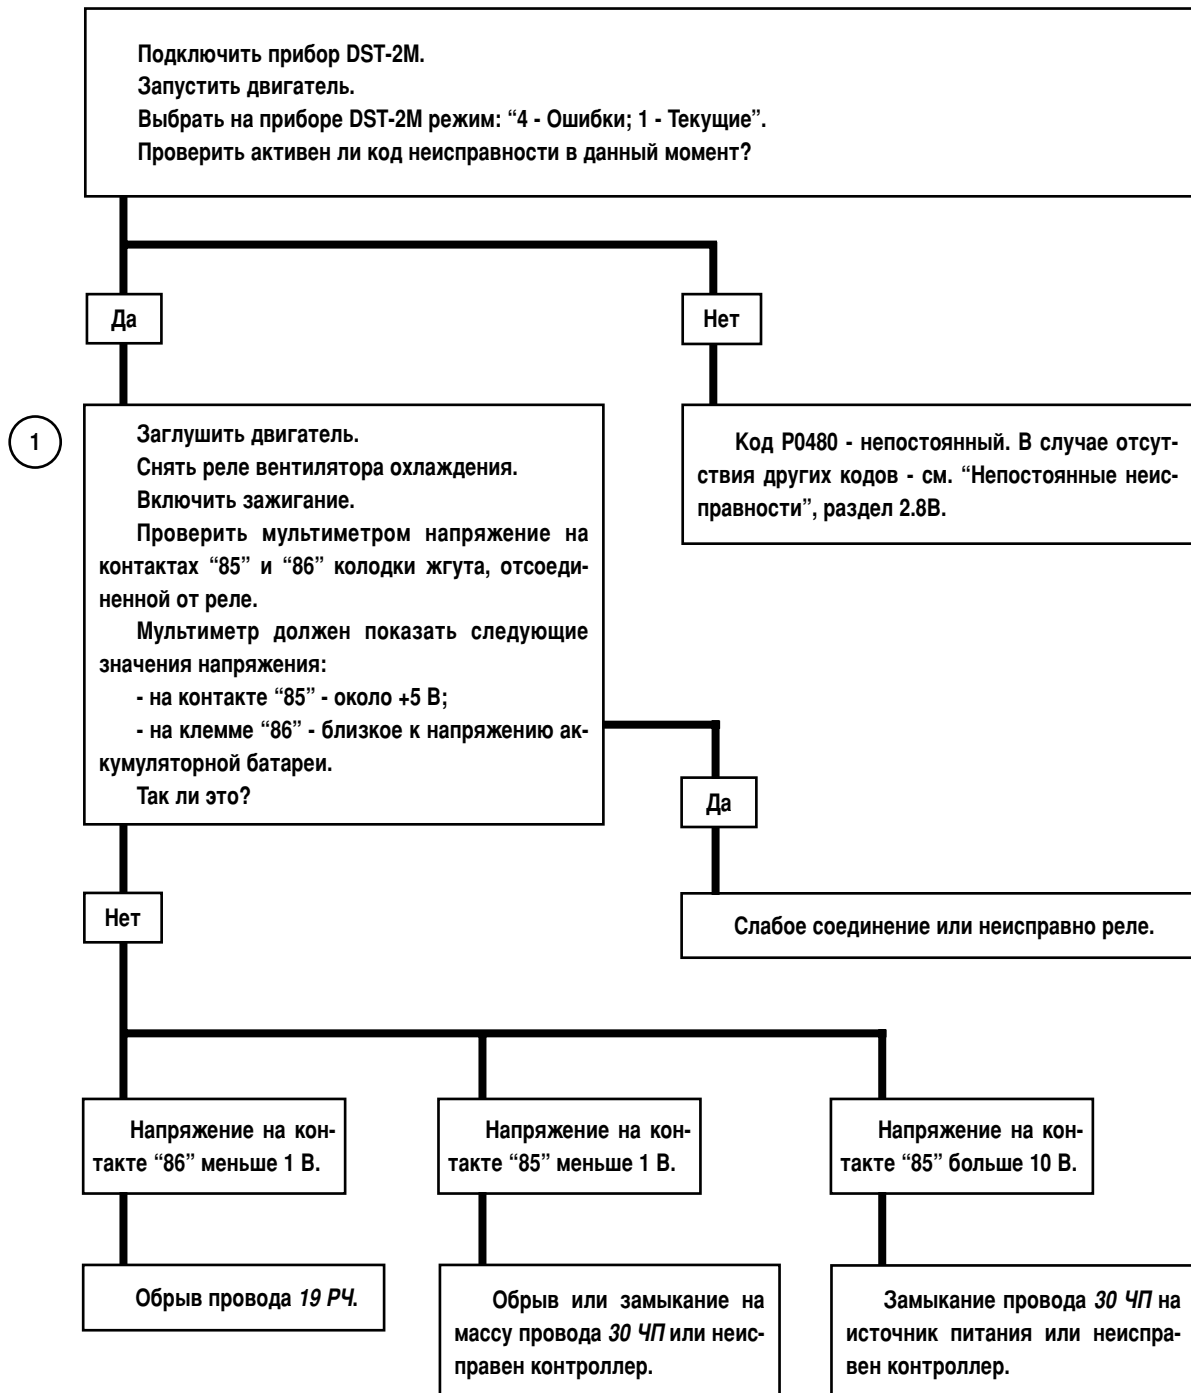 Подключить прибор DST-2M.
Запустить двигатель.
Выбрать на приборе DST-2M режим: “4 - Ошибки; 1 - Текущие”.
Проверить активен ли код неисправности в данный момент?
Да
Нет
1
Заглушить двигатель.
Снять реле вентилятора охлаждения.
Включить зажигание.
Проверить мультиметром напряжение на
контактах “85” и “86” колодки жгута, отсоеди-
ненной от реле.
Мультиметр должен показать следующие
значения напряжения:
- на контакте “85” - около +5 В;
- на клемме “86” - близкое к напряжению ак-
кумуляторной батареи.
Так ли это?
Код Р0480 - непостоянный. В случае отсут-
ствия других кодов - см. “Непостоянные неис-
правности”, раздел 2.8В.
Да
Нет
Слабое соединение или неисправно реле.
Напряжение на кон-
такте “86” меньше 1 В.
Напряжение на кон-
такте “85” меньше 1 В.
Напряжение на кон-
такте “85” больше 10 В.
Обрыв провода 19 РЧ.
Обрыв или замыкание на
массу провода 30 ЧП или неис-
правен контроллер.
Замыкание провода 30 ЧП на
источник питания или неиспра-
вен контроллер.